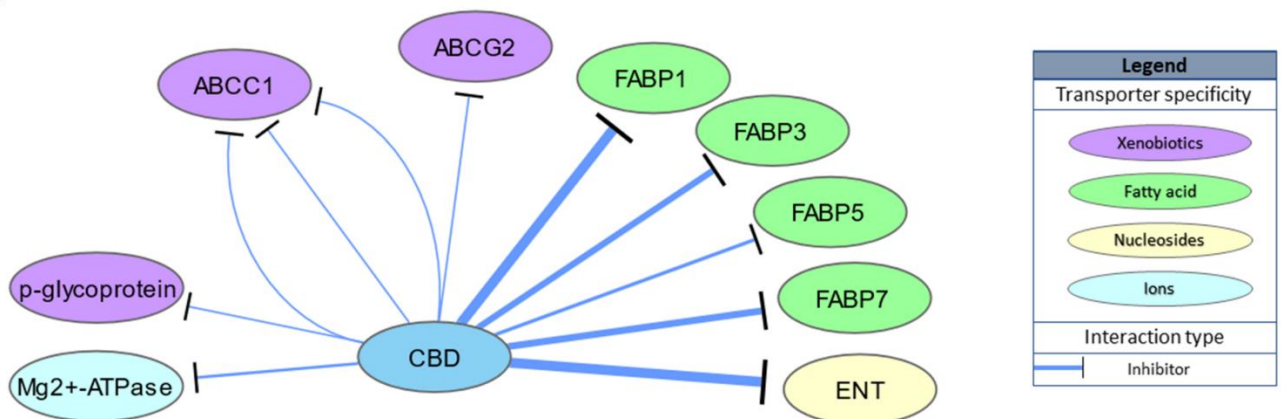 ABCG2
ABCC1
FABP1
FABP3
FABP5
p-glycoprotein
FABP7
CBD
Mg2+-ATPase
ENT
Legend
Transporter specificity
Xenobiotics
Fatty acid
Nucleosides
Ions
Interaction type
Inhibitor